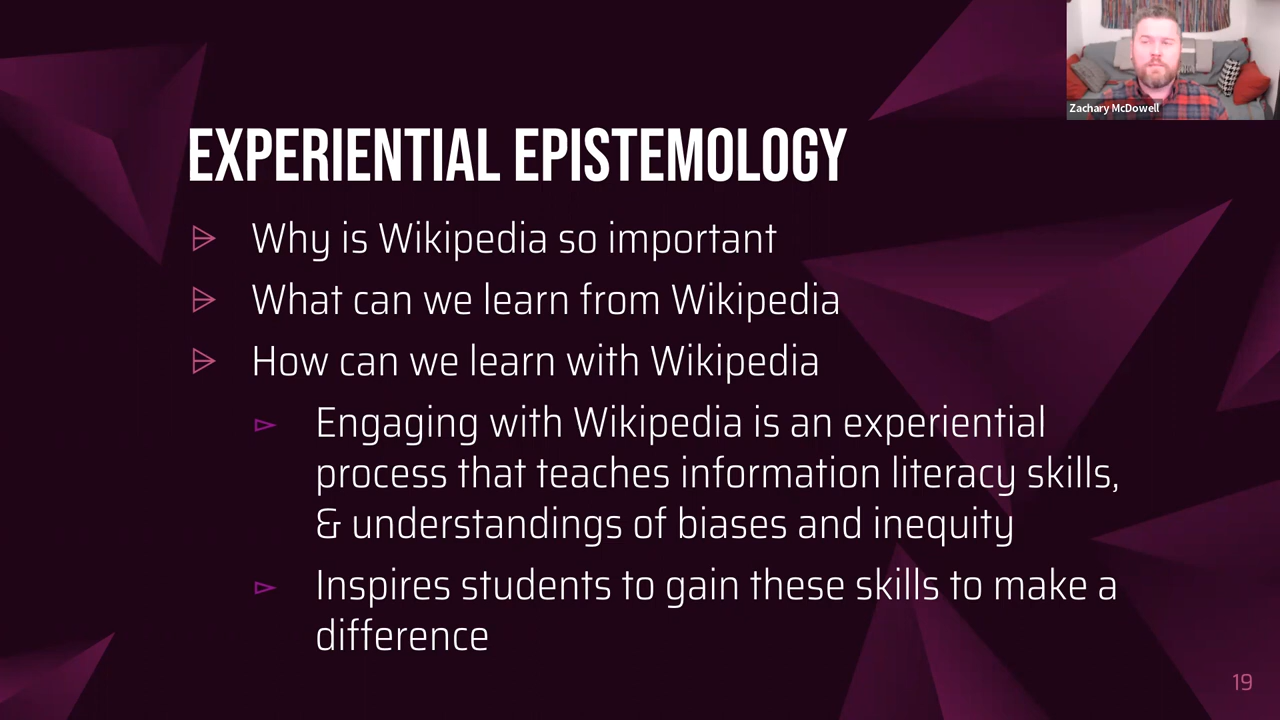 Zachary McDowell
EXPERIENTIAL EPISTEMOLOGY
Why is Wikipedia so important
What can we learn from Wikipedia
How can we learn with Wikipedia
Engaging with Wikipedia is an experiential
process that teaches information literacy skills,
& understandings of biases and inequity
Inspires students to gain these skills to make a
difference
19